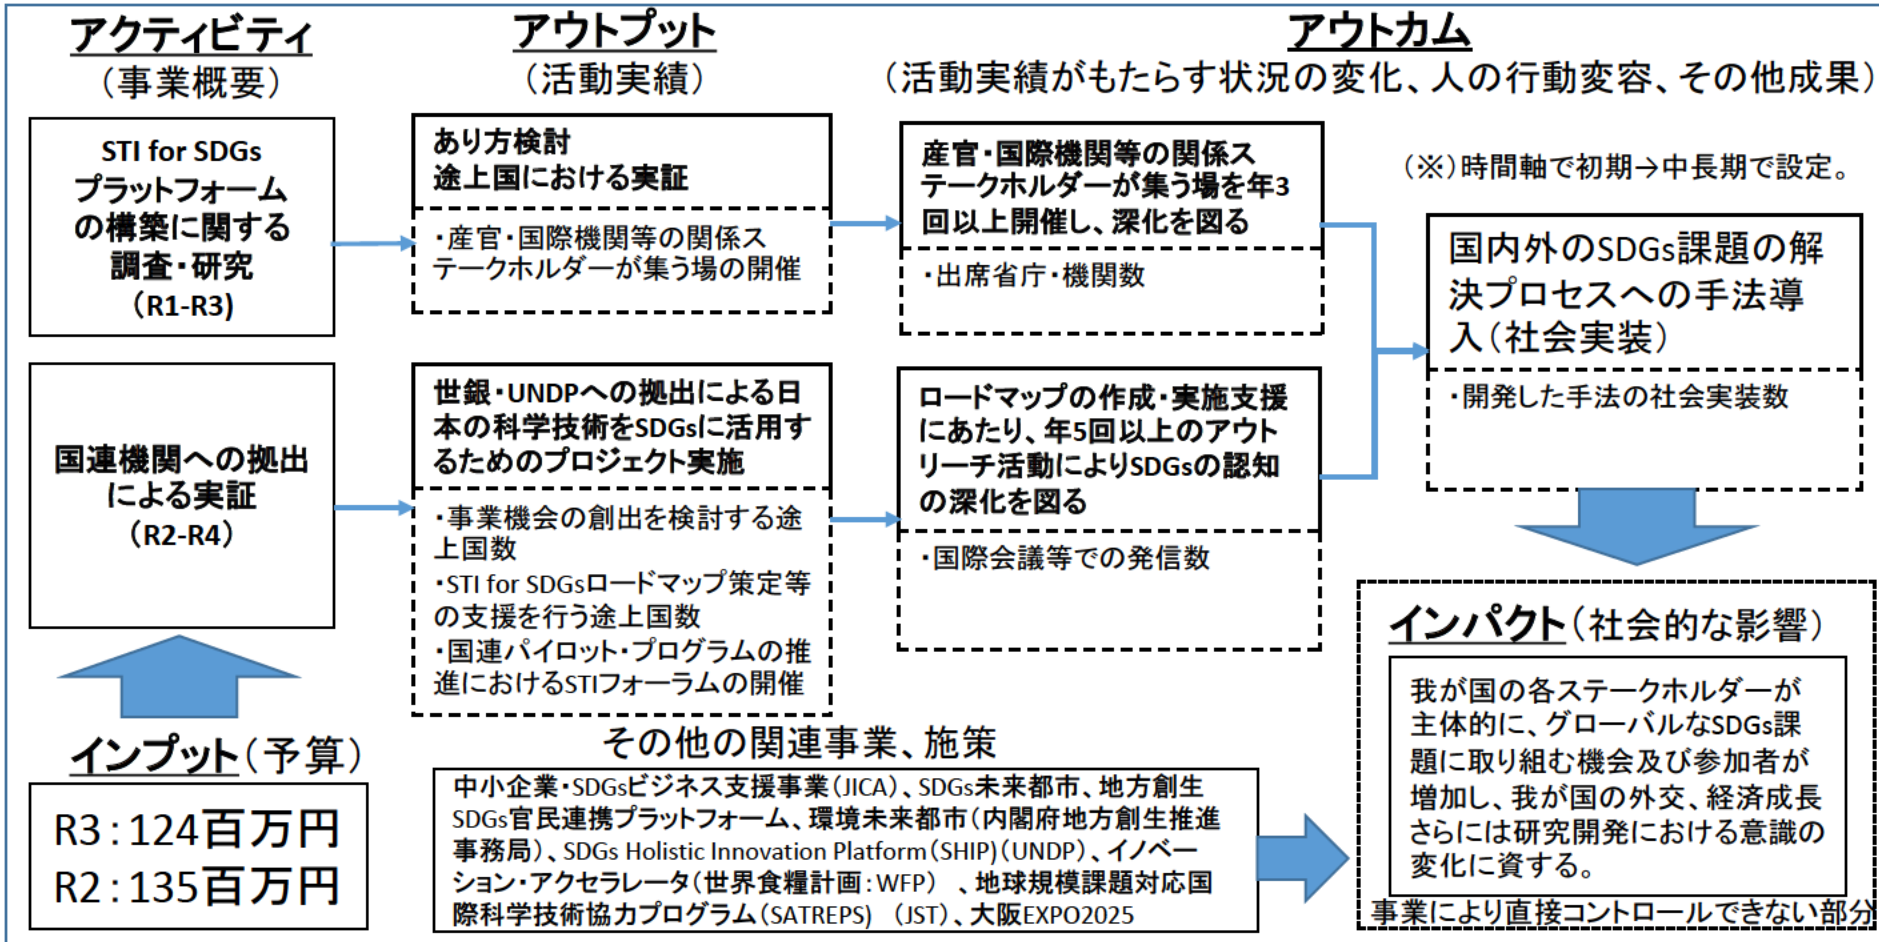 アクティビティ
（事業概要）
STI for SDGs
プラットフォーム
の構築に関する
調査・研究
（R1-R3)
国連機関への拠出
による実証
（R2-R4）
インプット（予算）
R3：124百万円
R2：135百万円
アウトプット
（活動実績）
あり方検討
途上国における実証
・産官・国際機関等の関係ス
テークホルダーが集う場の開催
世銀・UNDPへの拠出による日
本の科学技術をSDGsに活用す
るためのプロジェクト実施
・事業機会の創出を検討する途
上国数
・STI for SDGsロードマップ策定等
の支援を行う途上国数
・国連パイロット・プログラムの推
進におけるSTIフォーラムの開催
アウトカム
（活動実績がもたらす状況の変化、人の行動変容、その他成果）
産官・国際機関等の関係ス
テークホルダーが集う場を年3
回以上開催し、深化を図る
・出席省庁・機関数
ロードマップの作成・実施支援
にあたり、年5回以上のアウト
リーチ活動によりSDGsの認知
の深化を図る
・国際会議等での発信数
（※）時間軸で初期→中長期で設定。
国内外のSDGs課題の解
決プロセスへの手法導
入（社会実装）
・開発した手法の社会実装数
その他の関連事業、施策
中小企業・SDGsビジネス支援事業（JICA）、SDGs未来都市、地方創生
SDGs官民連携プラットフォーム、環境未来都市（内閣府地方創生推進
事務局）、SDGs Holistic Innovation Platform（SHIP)（UNDP）、イノベー
ション・アクセラレータ（世界食糧計画：WFP） 、地球規模課題対応国
際科学技術協力プログラム（SATREPS） （JST）、大阪EXPO2025
インパクト（社会的な影響）
我が国の各ステークホルダーが
主体的に、グローバルなSDGs課
題に取り組む機会及び参加者が
増加し、我が国の外交、経済成長
さらには研究開発における意識の
変化に資する。
事業により直接コントロールできない部分